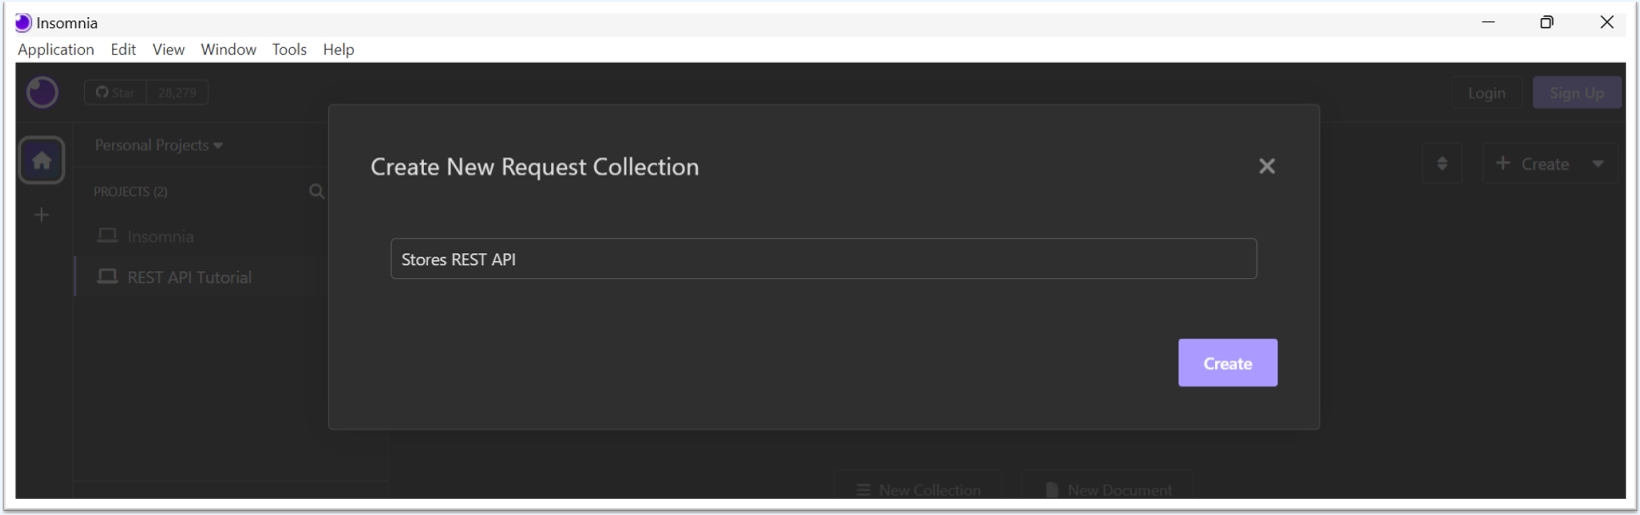 Insomnia
Application Edit View Window Tools Help
Star 28,279
Login Sign Up
Personal Projects
Create New Request Collection
Create
PROJECTS (2)
Insomnia
Stores REST API
REST API Tutorial
Create
New Collection New Document